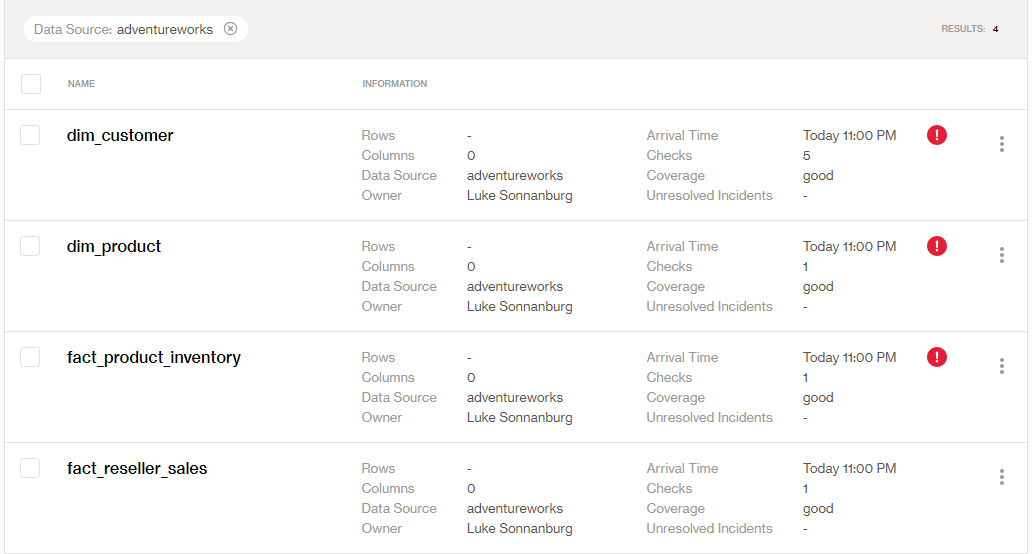 Data Source: adventureworks RESULTS: 4
NAME INFORMATION
dim_customer Rows - Arrival Time Today 11:00 PM !
Columns 0 Checks 5
Data Source adventureworks Coverage good
Owner Luke Sonnanburg Unresolved Incidents -
dim_product Rows - Arrival Time Today 11:00 PM !
Columns 0 Checks 1
Data Source adventureworks Coverage good
Owner Luke Sonnanburg Unresolved Incidents -
fact_product_inventory Rows - Arrival Time Today 11:00 PM !
Columns 0 Checks 1
Data Source adventureworks Coverage good
Owner Luke Sonnanburg Unresolved Incidents -
fact_reseller_sales Rows - Arrival Time Today 11:00 PM
Columns 0 Checks 1
Data Source adventureworks Coverage good
Owner Luke Sonnanburg Unresolved Incidents -